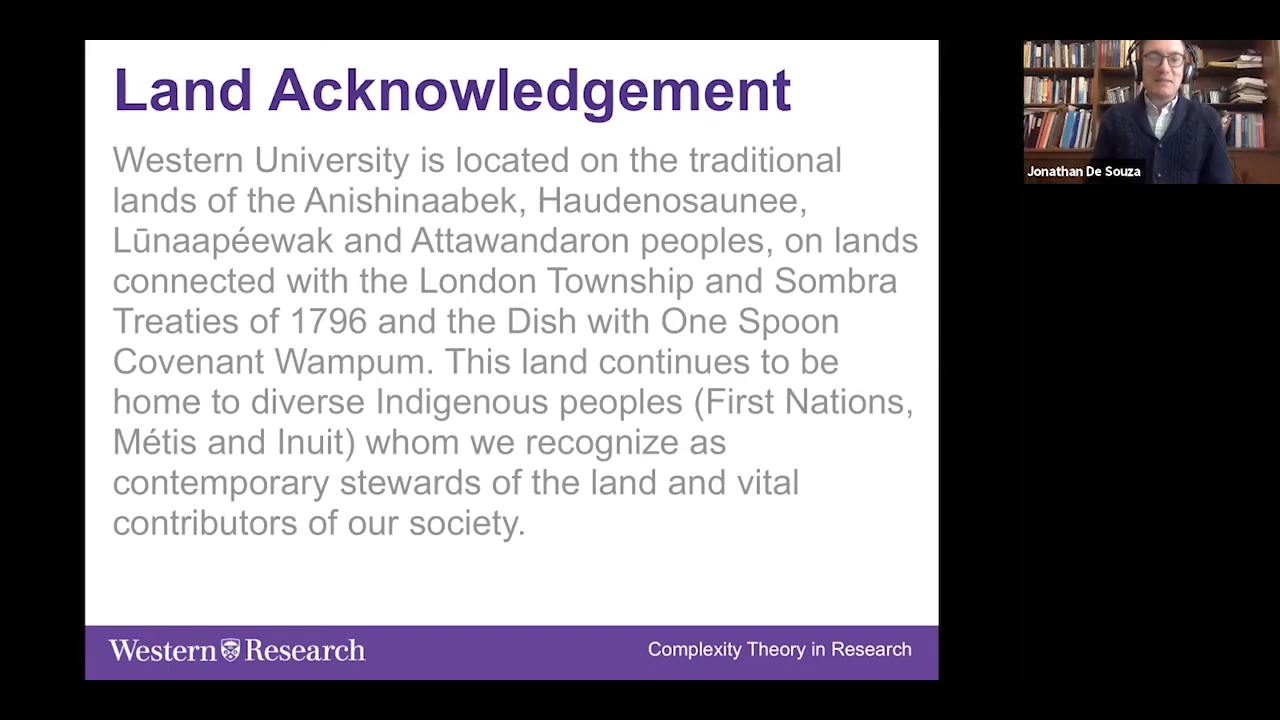 Land Acknowledgement
Western University is located on the traditional
lands of the Anishinaabek, Haudenosaunee,
Lūnaapéewak and Attawandaron peoples, on lands
connected with the London Township and Sombra
Treaties of 1796 and the Dish with One Spoon
Covenant Wampum. This land continues to be
home to diverse Indigenous peoples (First Nations,
Métis and Inuit) whom we recognize as
contemporary stewards of the land and vital
contributors of our society.
Western Research
Complexity Theory in Research
Jonathan De Souza